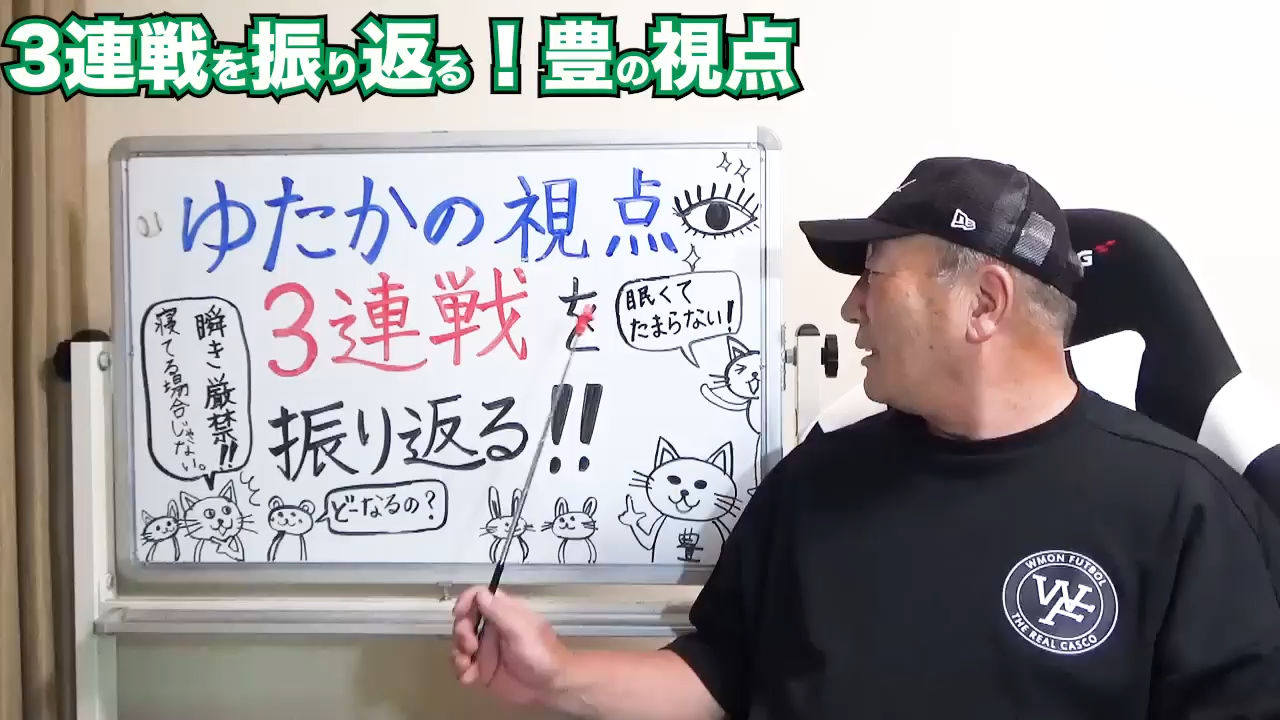 3連戦を振り返る!豊の視点
ゆたかの視点
3連戦を
振り返る!!
眠くて
たまらない!
瞬き厳禁!!
寝てる場合じゃない。
どーなるの?
豊
WMON FUTBOL
WF
THE REAL CASCO